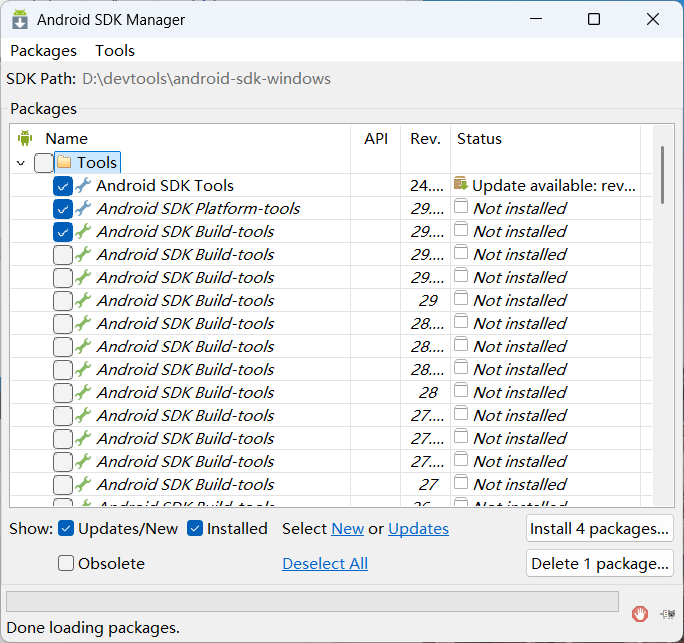 Android SDK Manager
Packages Tools
SDK Path: D:\devtools\android-sdk-windows
Packages
Name API Rev. Status
Tools
Android SDK Tools 24.... Update available: rev...
Android SDK Platform-tools 29.... Not installed
Android SDK Build-tools 29.... Not installed
Android SDK Build-tools 29.... Not installed
Android SDK Build-tools 29.... Not installed
Android SDK Build-tools 29 Not installed
Android SDK Build-tools 28.... Not installed
Android SDK Build-tools 28.... Not installed
Android SDK Build-tools 28.... Not installed
Android SDK Build-tools 28 Not installed
Android SDK Build-tools 27.... Not installed
Android SDK Build-tools 27.... Not installed
Android SDK Build-tools 27.... Not installed
Android SDK Build-tools 27 Not installed
Android SDK Build-tools 26.... Not installed
Show: Updates/New Installed Select New or Updates Install 4 packages...
Obsolete Deselect All Delete 1 package...
Done loading packages.